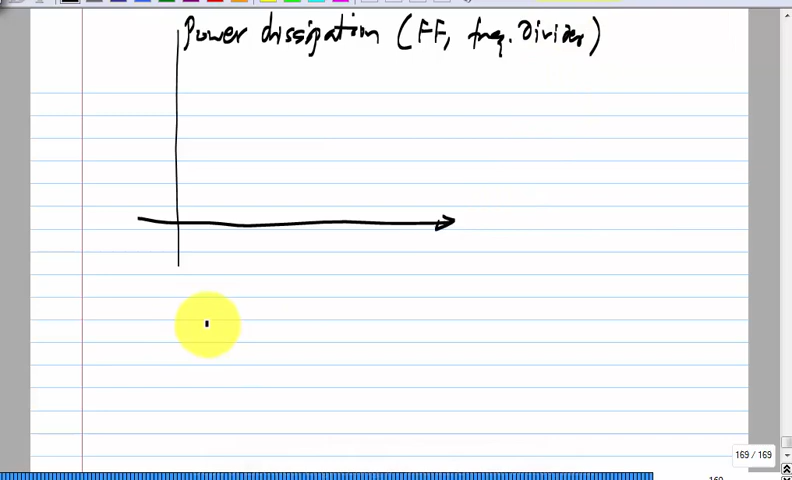 Power dissipation (FF, freq. Divider)
169 / 169